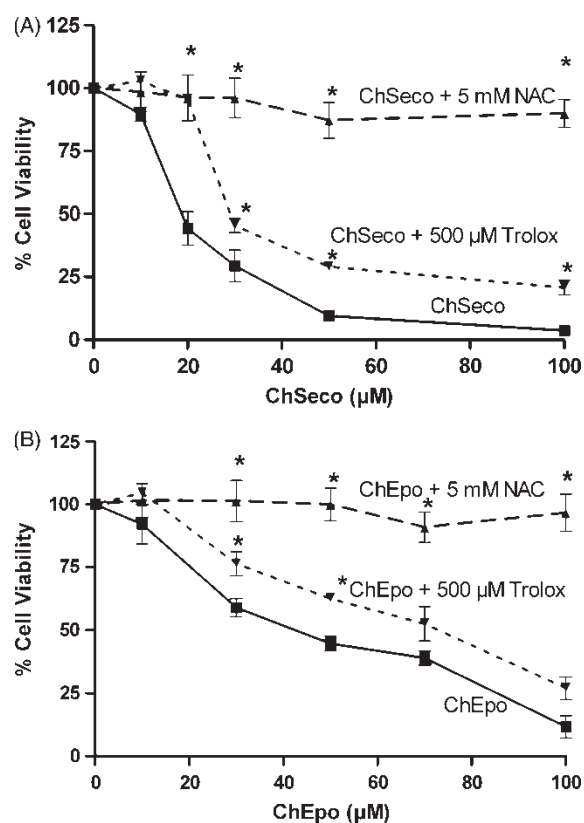 (A)
125
100
75
50
25
0
% Cell Viability
* * * * *
ChSeco + 5 mM NAC
*
ChSeco + 500 µM Trolox
* *
ChSeco
0 20 40 60 80 100
ChSeco (µM)
(B)
125
100
75
50
25
0
% Cell Viability
* * * *
ChEpo + 5 mM NAC
*
* ChEpo + 500 µM Trolox
ChEpo
0 20 40 60 80 100
ChEpo (µM)